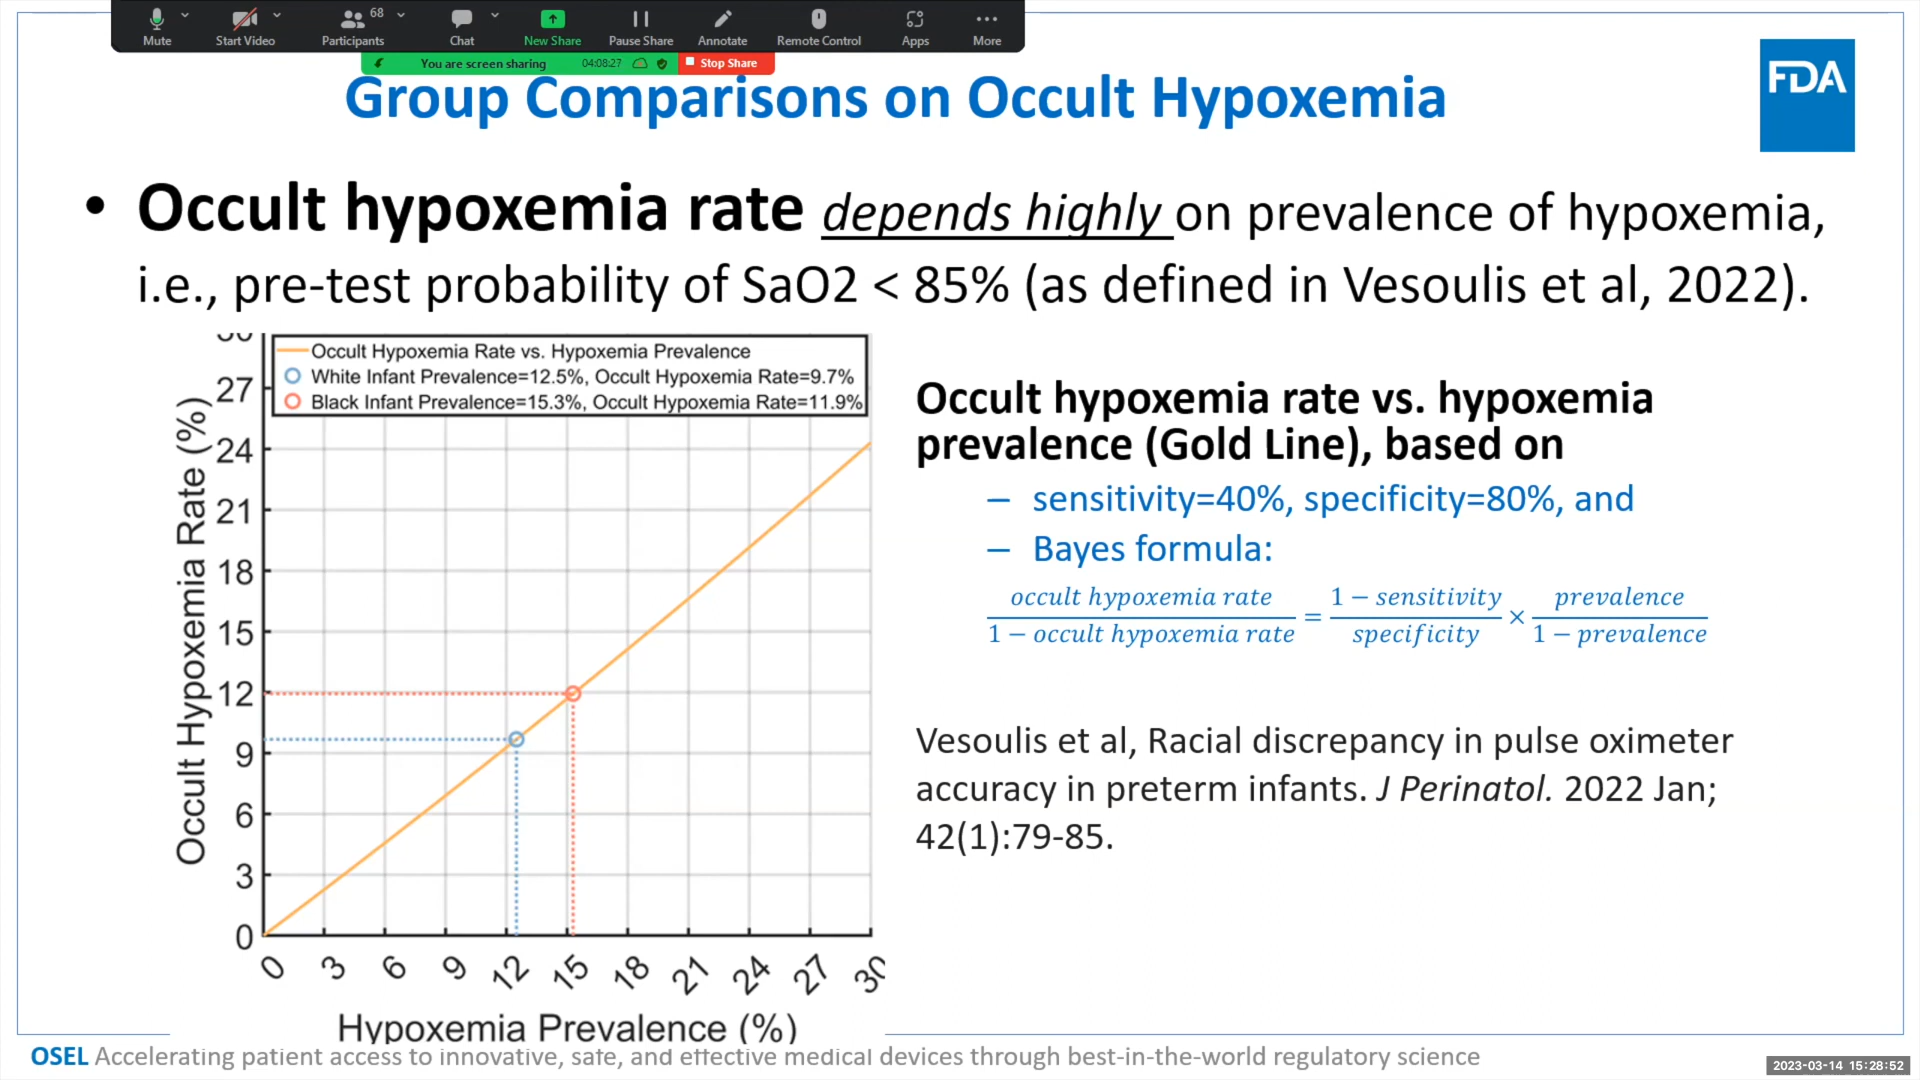 Mute
Start Video
68
Participants
Chat
New Share
Pause Share
Annotate
Remote Control
Apps
More
You are screen sharing 04:08:27 Stop Share
FDA
Group Comparisons on Occult Hypoxemia
• Occult hypoxemia rate depends highly on prevalence of hypoxemia,
i.e., pre-test probability of SaO2 < 85% (as defined in Vesoulis et al, 2022).
Occult Hypoxemia Rate vs. Hypoxemia Prevalence
White Infant Prevalence=12.5%, Occult Hypoxemia Rate=9.7%
Black Infant Prevalence=15.3%, Occult Hypoxemia Rate=11.9%
Occult Hypoxemia Rate (%)
30
27
24
21
18
15
12
9
6
3
0
0 3 6 9 12 15 18 21 24 27 30
Hypoxemia Prevalence (%)
Occult hypoxemia rate vs. hypoxemia
prevalence (Gold Line), based on
– sensitivity=40%, specificity=80%, and
– Bayes formula:
occult hypoxemia rate / 1 − occult hypoxemia rate = 1 − sensitivity / specificity × prevalence / 1 − prevalence
Vesoulis et al, Racial discrepancy in pulse oximeter
accuracy in preterm infants. J Perinatol. 2022 Jan;
42(1):79-85.
OSEL Accelerating patient access to innovative, safe, and effective medical devices through best-in-the-world regulatory science
2023-03-14 15:28:52